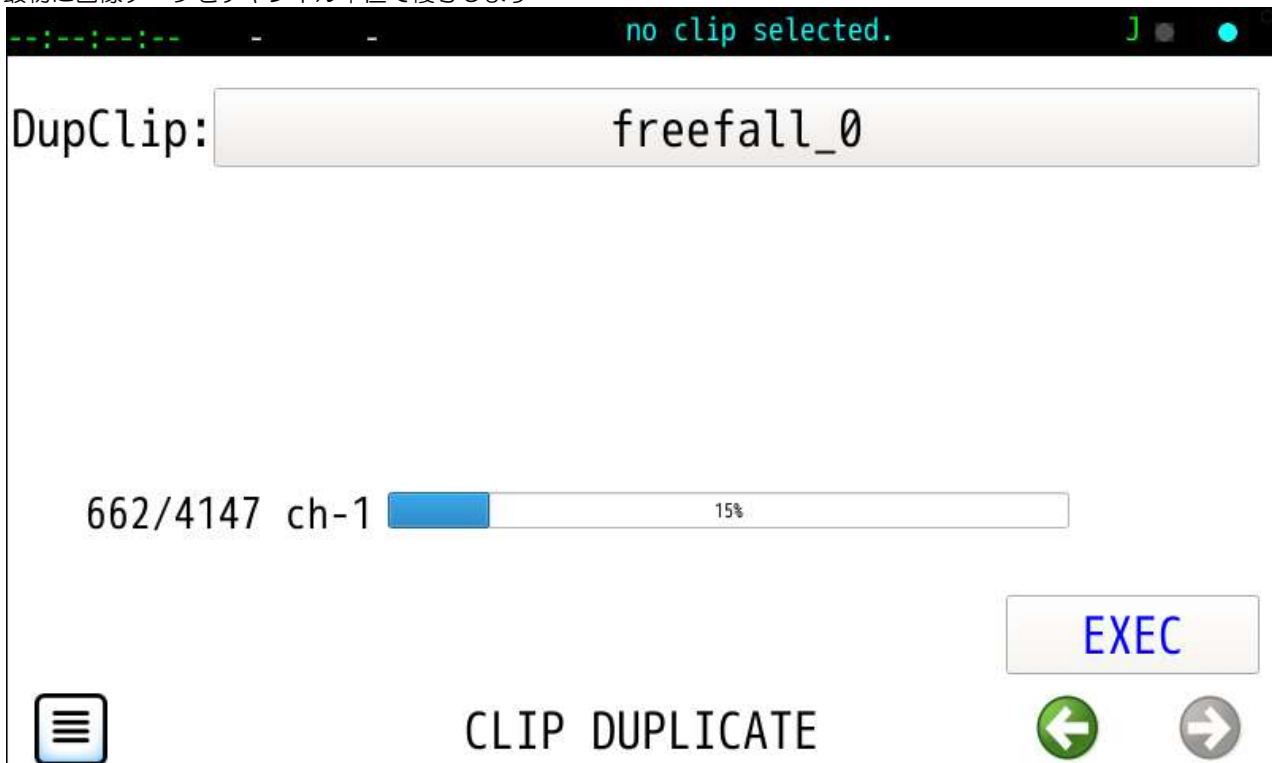 --:--:--:-- - - no clip selected. J
DupClip: freefall_0
662/4147 ch-1 15%
EXEC
CLIP DUPLICATE